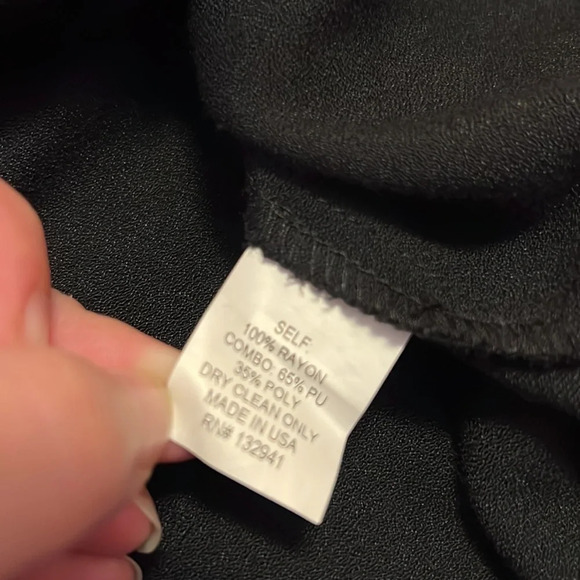 SELF:
100% RAYON
COMBO: 65% PU
35% POLY
DRY CLEAN ONLY
MADE IN USA
RN# 132941